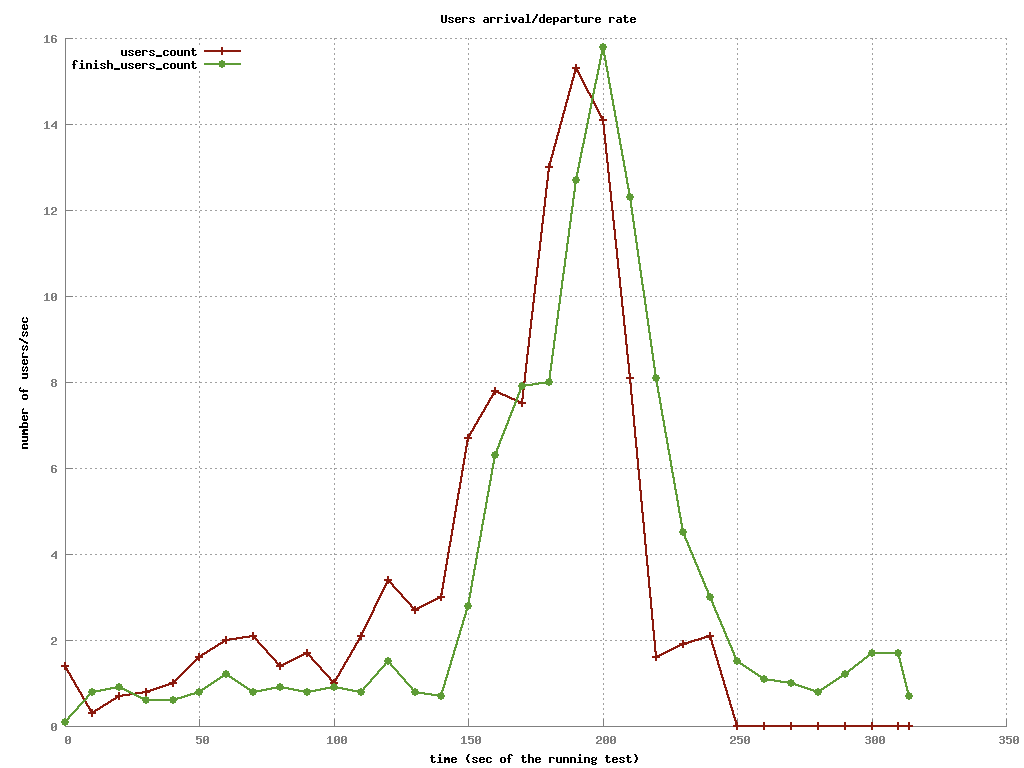 Users arrival/departure rate
users_count
finish_users_count
16
14
12
10
8
6
4
2
0
number of users/sec
0 50 100 150 200 250 300 350
time (sec of the running test)